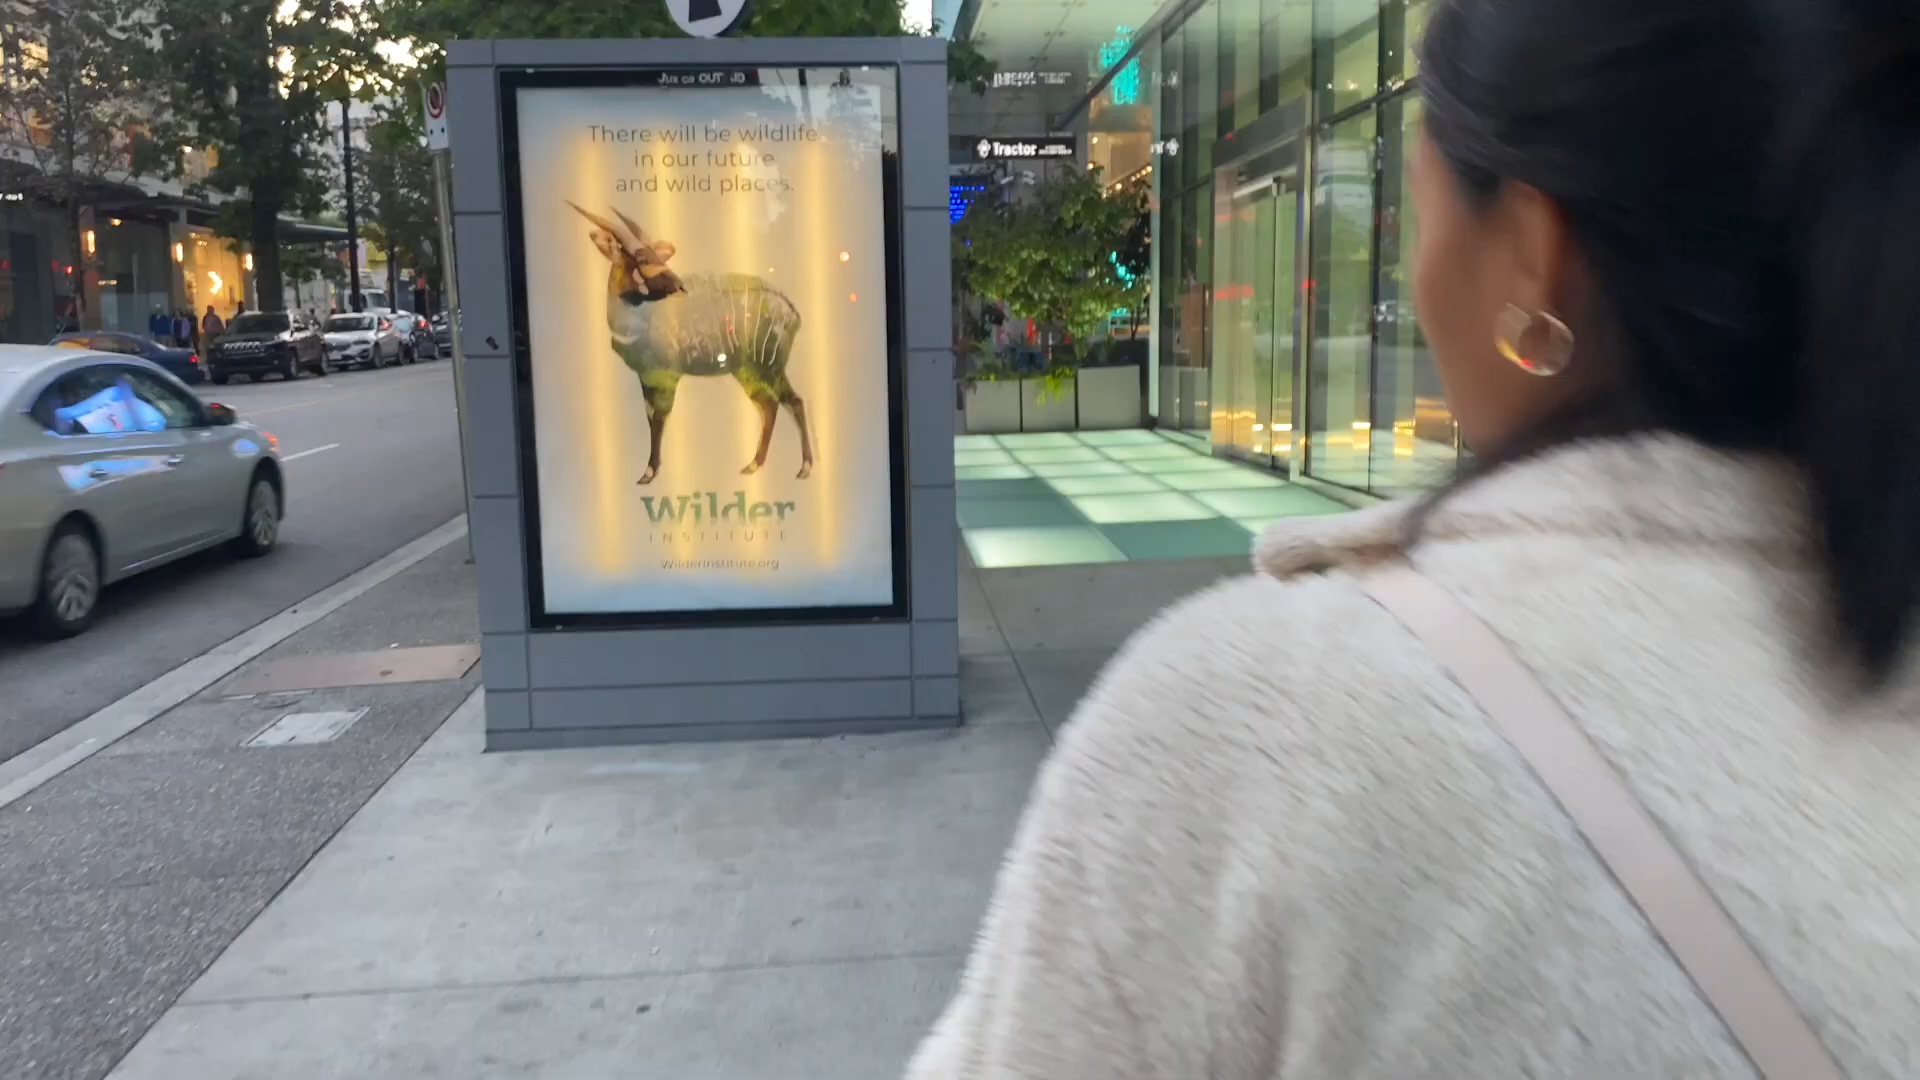 There will be wildlife
in our future
and wild places.
Wilder
INSTITUTE
WilderInstitute.org
Tractor